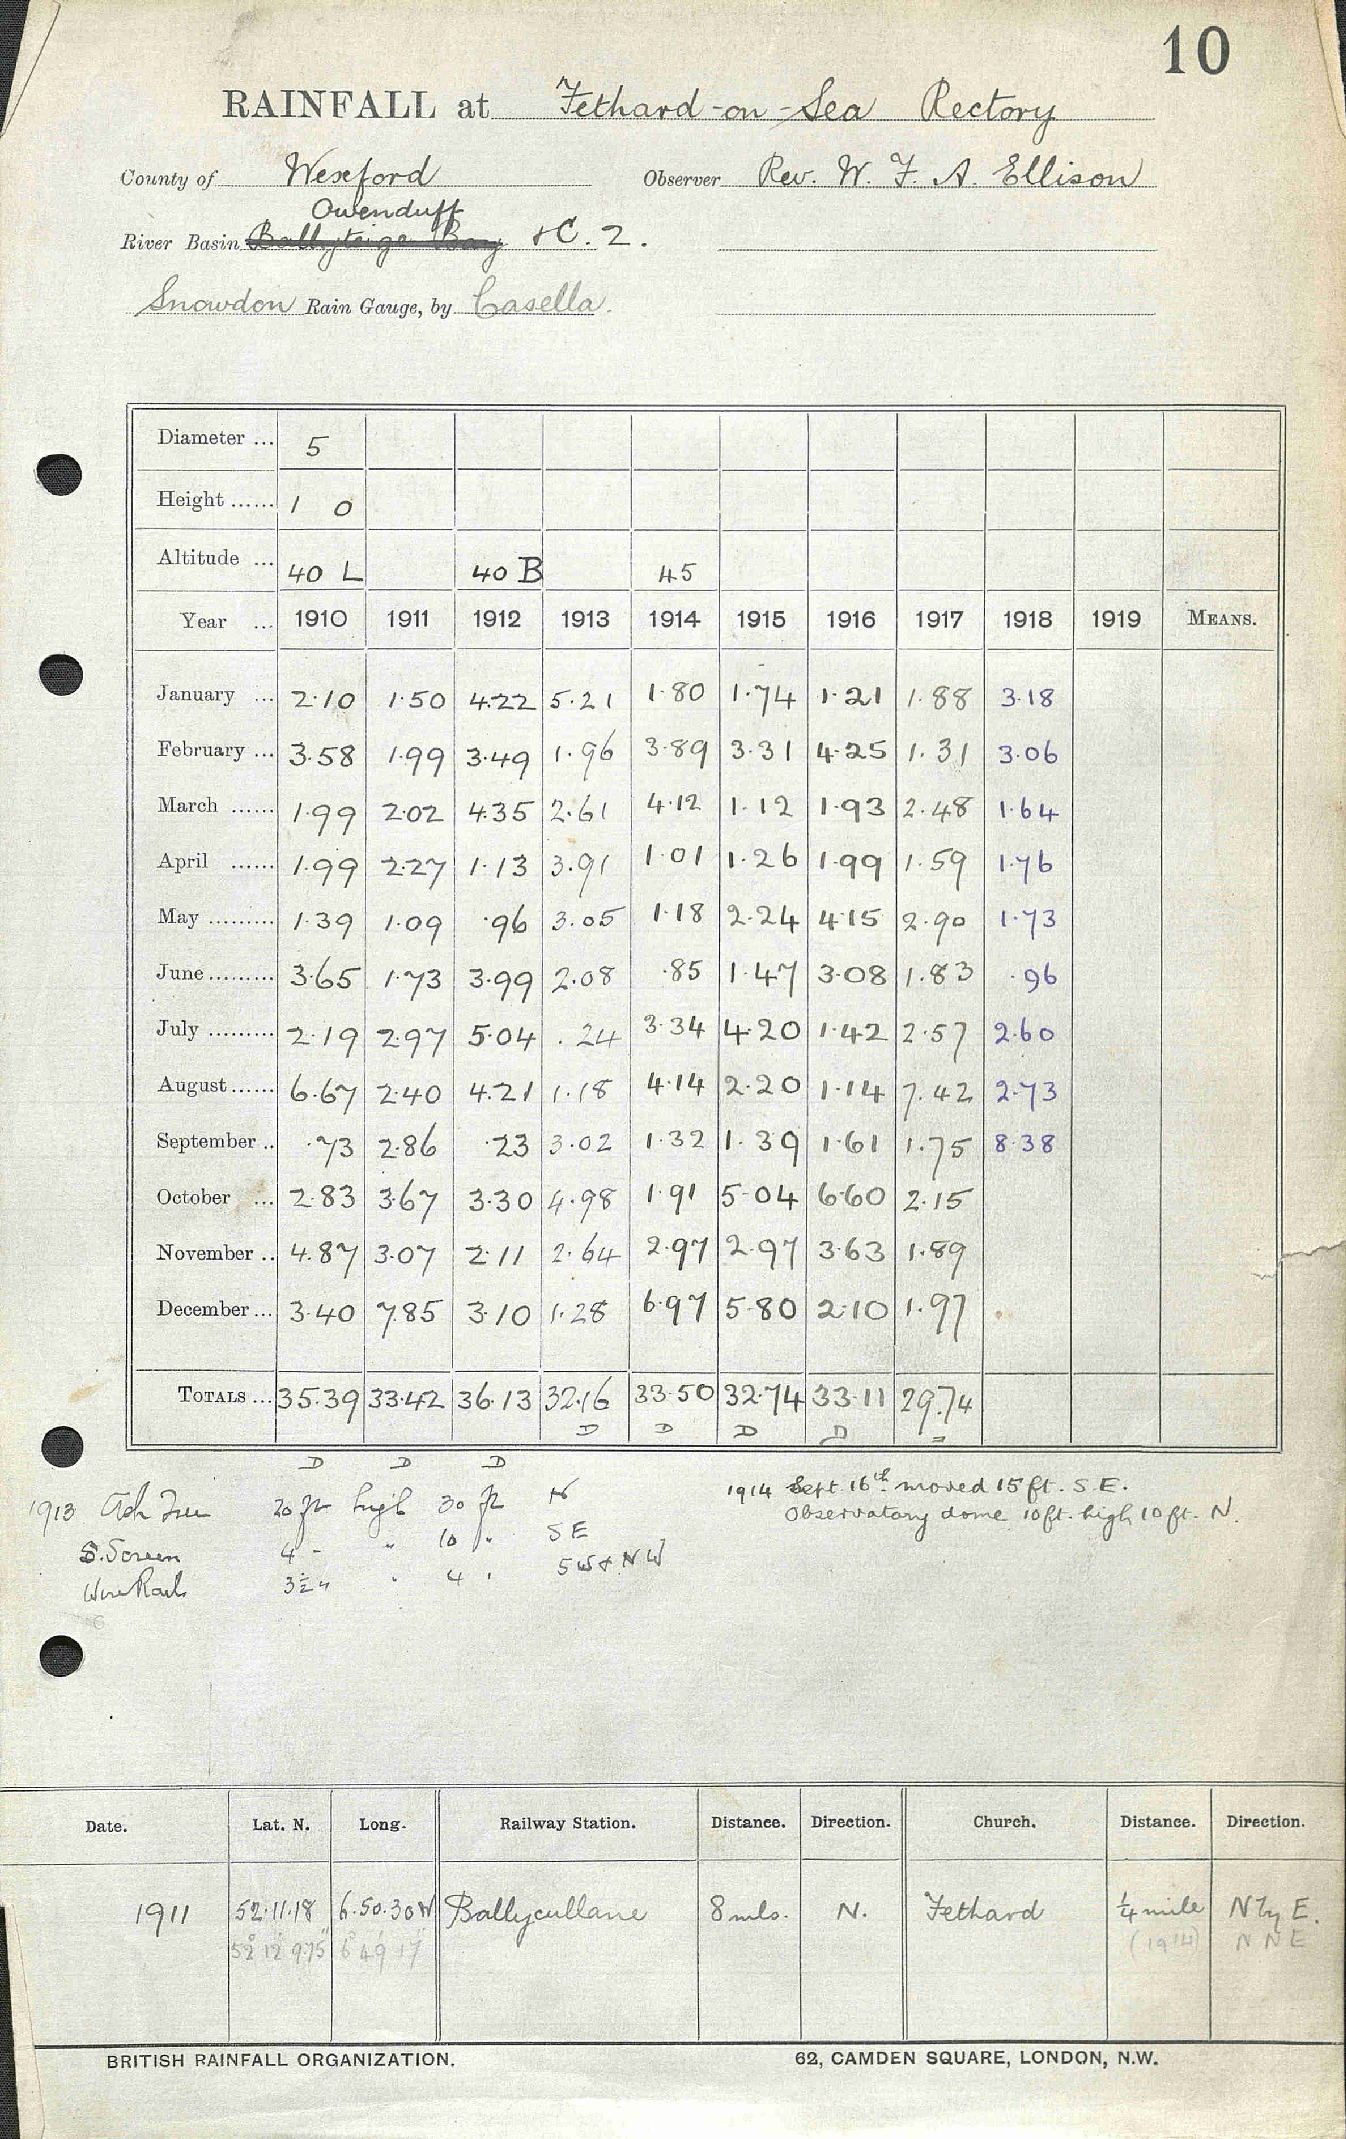 10
RAINFALL at Fethard-on-Sea Rectory
County of Wexford Observer Rev. W. F. A. Ellison
Owenduff
River Basin Ballyteige Bay + C. 2.
Snowdon Rain Gauge, by Casella.
Diameter ... 5
Height ...... 1 0
Altitude ... 40 L 40 B 45
Year ... 1910 1911 1912 1913 1914 1915 1916 1917 1918 1919 MEANS.
January ... 2.10 1.50 4.22 5.21 1.80 1.74 1.21 1.88 3.18
February ... 3.58 1.99 3.49 1.96 3.89 3.31 4.25 1.31 3.06
March ...... 1.99 2.02 4.35 2.61 4.12 1.12 1.93 2.48 1.64
April ...... 1.99 2.27 1.13 3.91 1.01 1.26 1.99 1.59 1.76
May ......... 1.39 1.09 .96 3.05 1.18 2.24 4.15 2.90 1.73
June ......... 3.65 1.73 3.99 2.08 .85 1.47 3.08 1.83 .96
July ......... 2.19 2.97 5.04 .24 3.34 4.20 1.42 2.57 2.60
August ...... 6.67 2.40 4.21 1.18 4.14 2.20 1.14 7.42 2.73
September .. .73 2.86 .23 3.02 1.32 1.39 1.61 1.75 8.38
October ... 2.83 3.67 3.30 4.98 1.91 5.04 6.60 2.15
November .. 4.87 3.07 2.11 2.64 2.97 2.97 3.63 1.89
December ... 3.40 7.85 3.10 1.28 6.97 5.80 2.10 1.97
TOTALS ... 35.39 33.42 36.13 32.16 33.50 32.74 33.11 29.74
D D D D =
D D D
1913 Ash Tree 20 ft high 30 ft N
S. Screen 4 - " 10 " SE
Wire Rail 3½ " " 4 " SW & NW
1914 Sept. 16th moved 15 ft. S.E.
Observatory dome 10 ft. high 10 ft. N.
Date. Lat. N. Long. Railway Station. Distance. Direction. Church. Distance. Direction.
1911 52.11.18 6.50.30 W Ballycullane 8 mls. N. Fethard ¼ mile N by E.
52° 12' 9.75" 6° 49' 17 (1914) N N E
BRITISH RAINFALL ORGANIZATION. 62, CAMDEN SQUARE, LONDON, N.W.